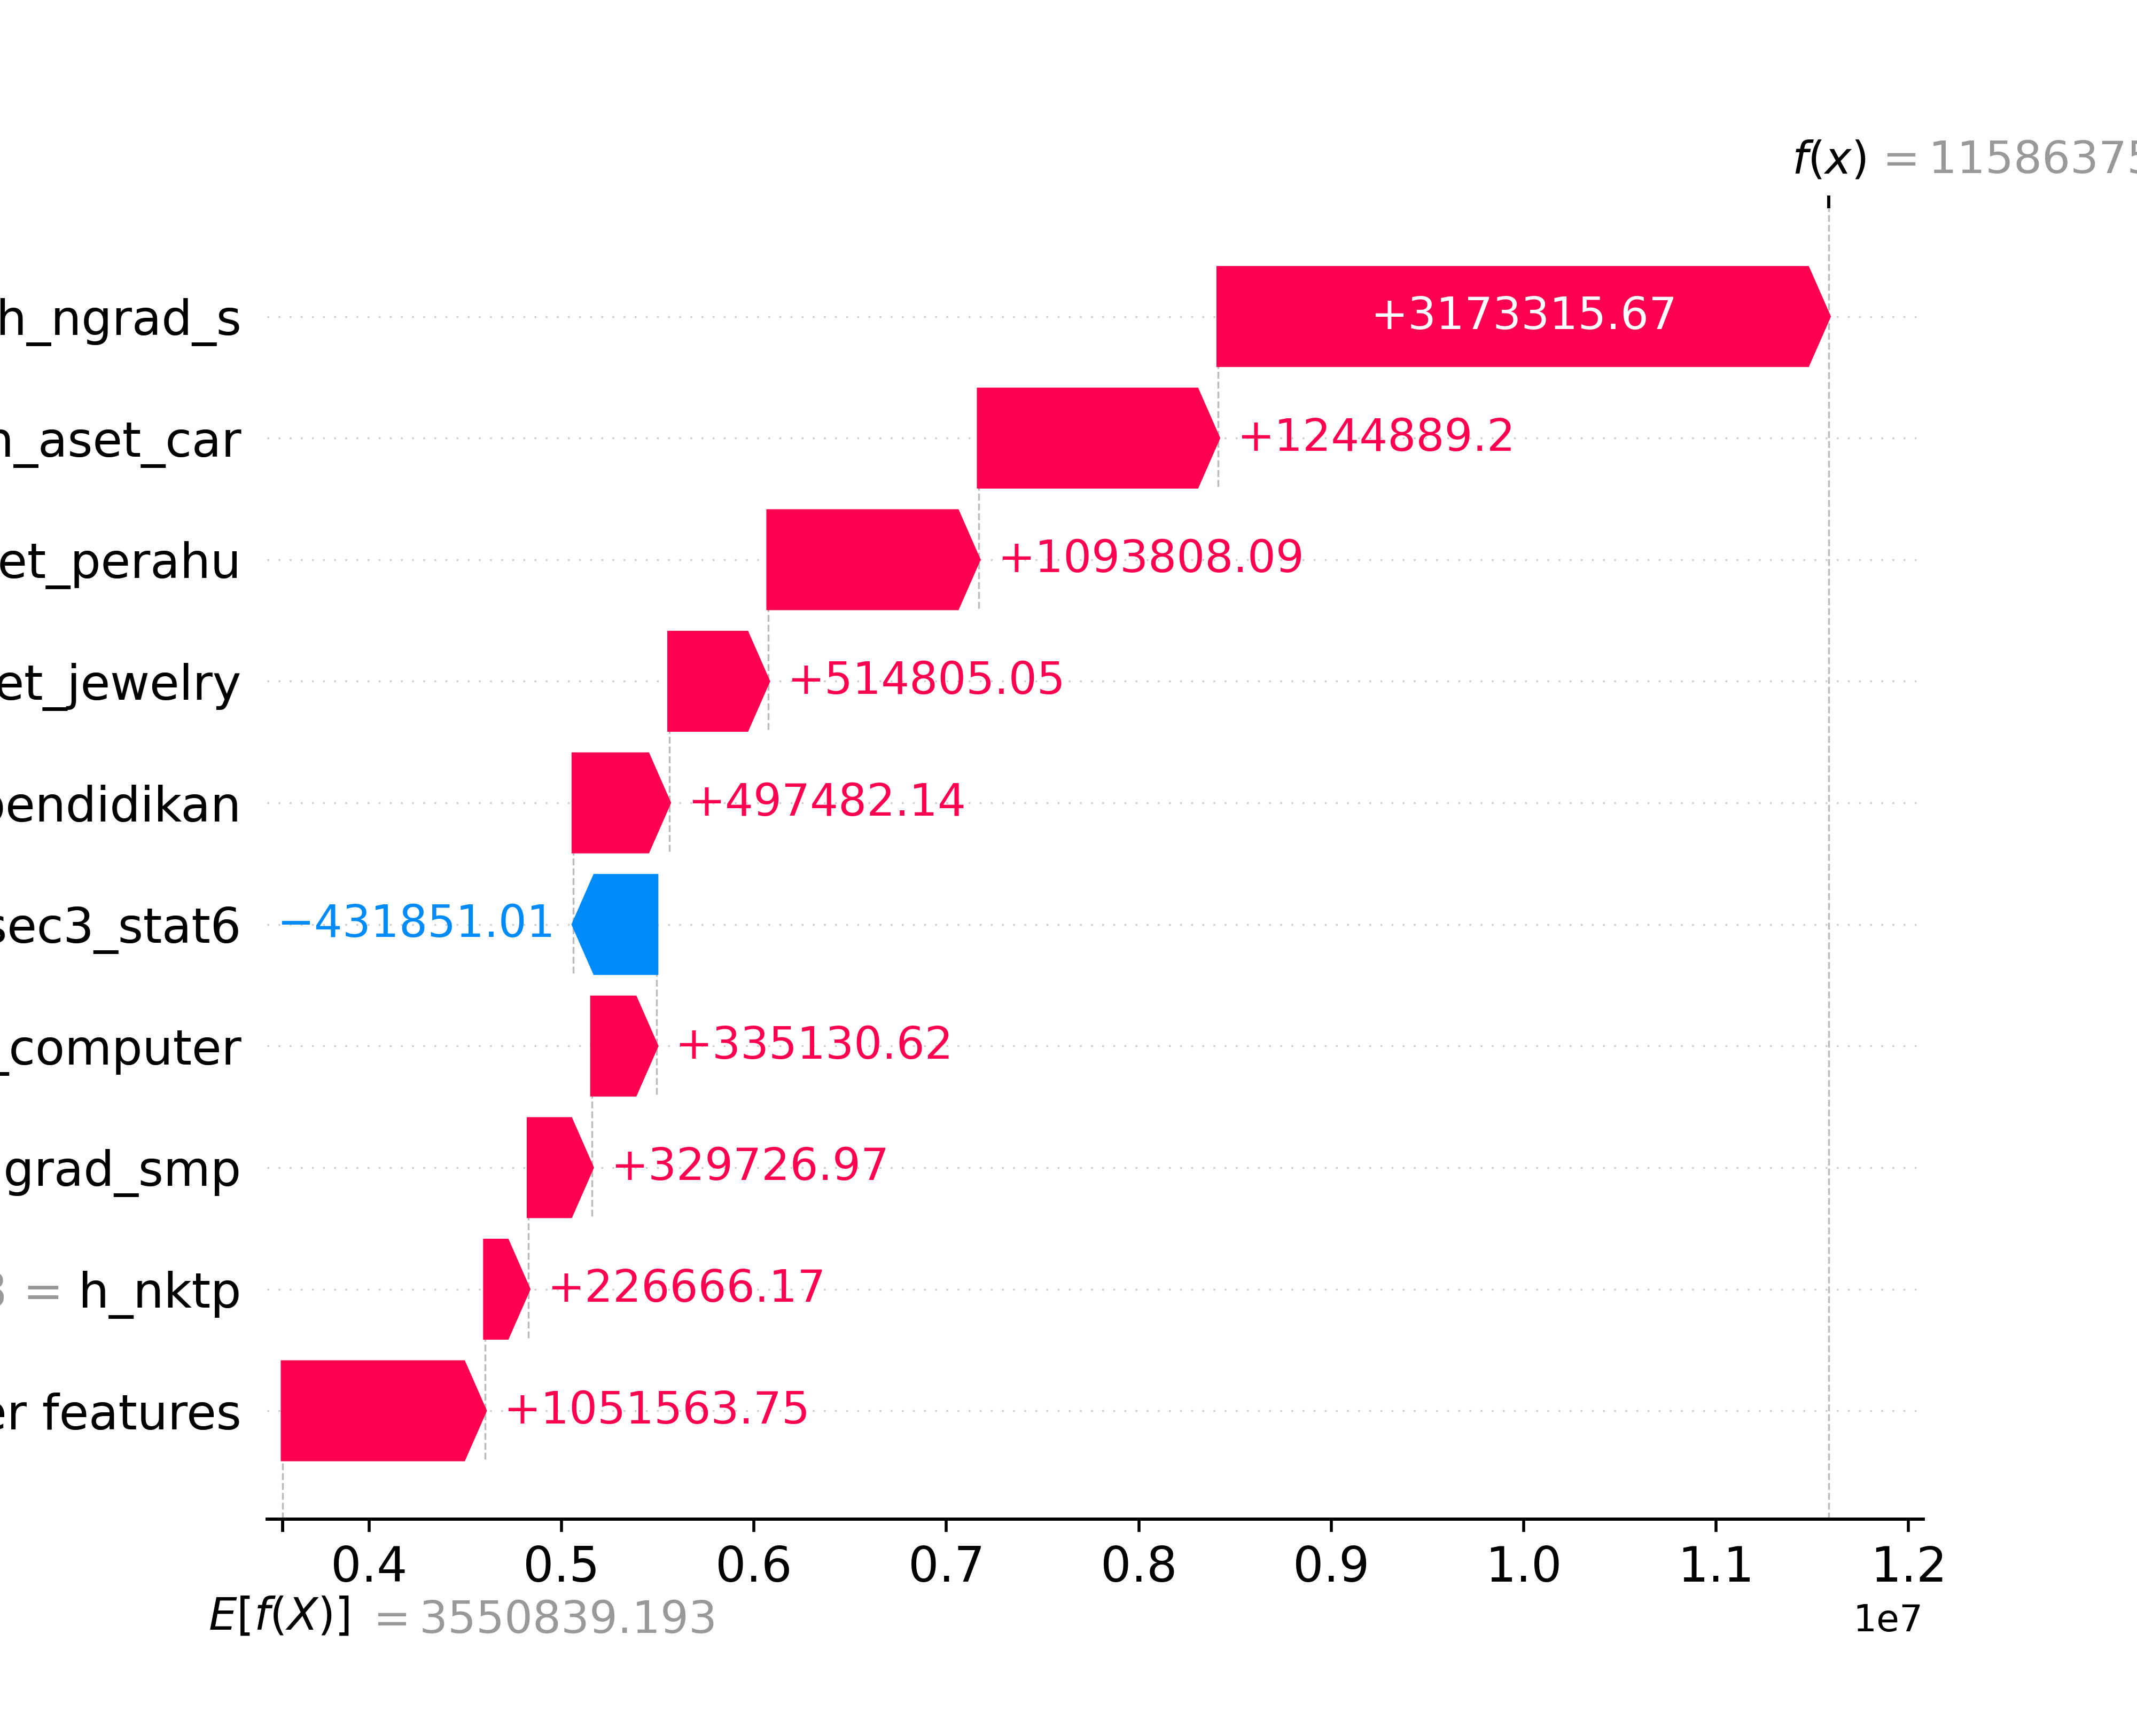 f(x) = 11586375
h_ngrad_s +3173315.67
h_aset_car +1244889.2
et_perahu +1093808.09
et_jewelry +514805.05
pendidikan +497482.14
sec3_stat6 −431851.01
_computer +335130.62
grad_smp +329726.97
= h_nktp +226666.17
er features +1051563.75
0.4 0.5 0.6 0.7 0.8 0.9 1.0 1.1 1.2
E[f(X)] = 3550839.193
1e7